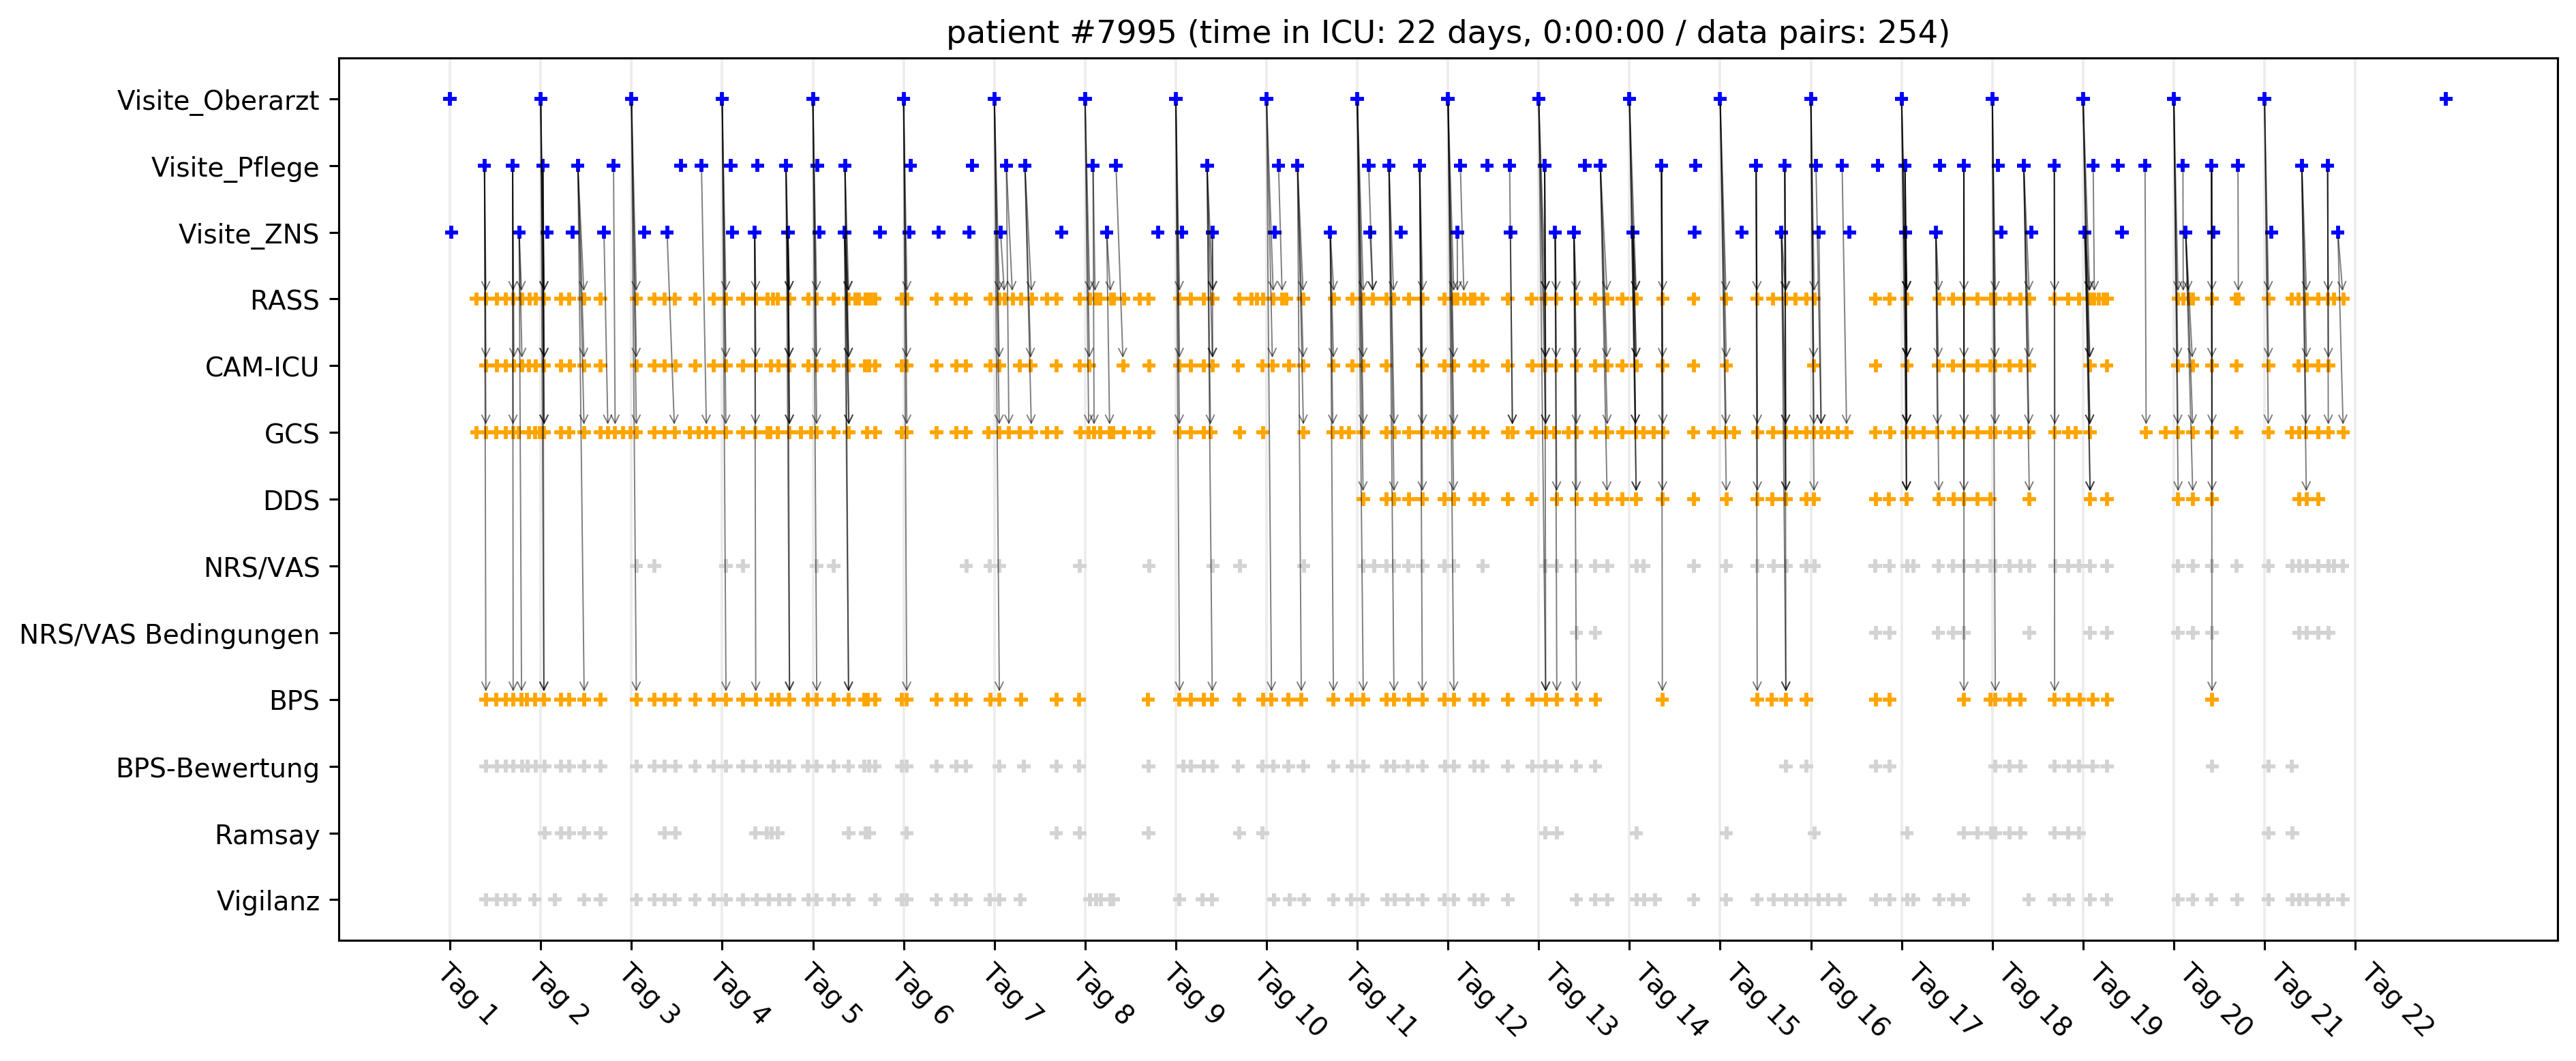 patient #7995 (time in ICU: 22 days, 0:00:00 / data pairs: 254)
Visite_Oberarzt
Visite_Pflege
Visite_ZNS
RASS
CAM-ICU
GCS
DDS
NRS/VAS
NRS/VAS Bedingungen
BPS
BPS-Bewertung
Ramsay
Vigilanz
Tag 1
Tag 2
Tag 3
Tag 4
Tag 5
Tag 6
Tag 7
Tag 8
Tag 9
Tag 10
Tag 11
Tag 12
Tag 13
Tag 14
Tag 15
Tag 16
Tag 17
Tag 18
Tag 19
Tag 20
Tag 21
Tag 22